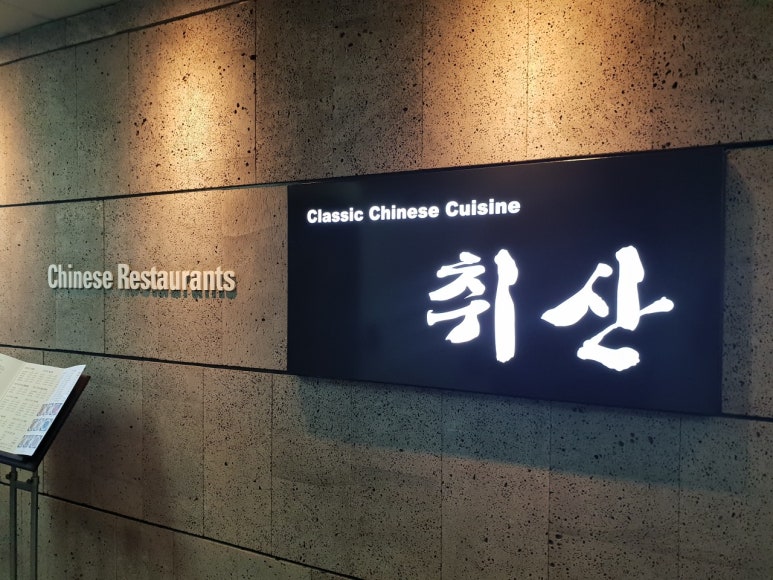 Classic Chinese Cuisine
취산
Chinese Restaurants